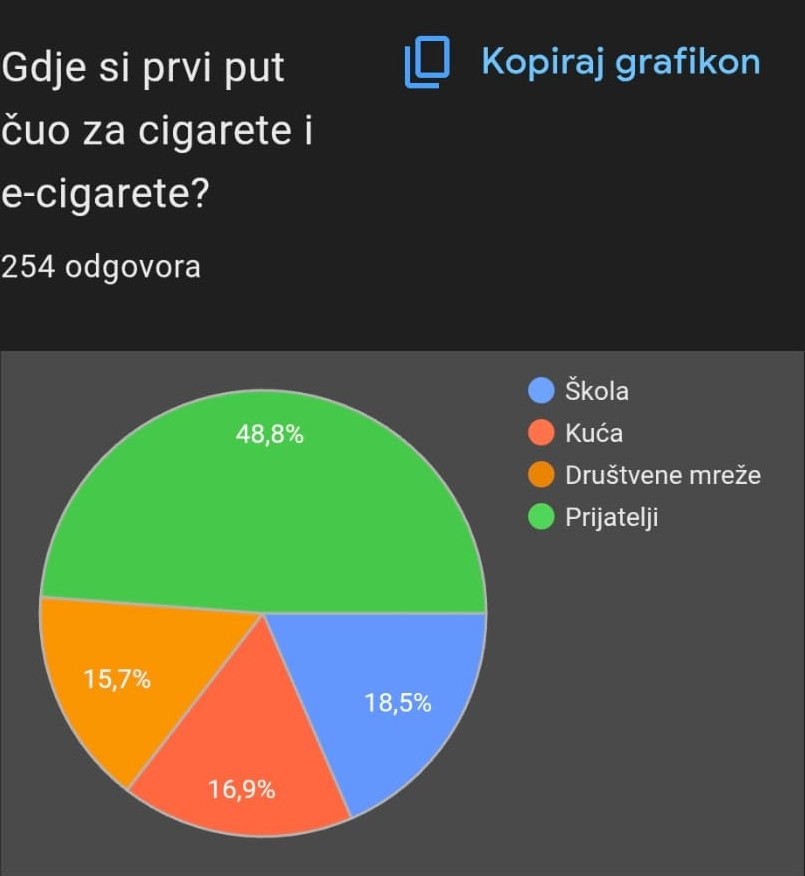 Gdje si prvi put
čuo za cigarete i
e-cigarete?
Kopiraj grafikon
254 odgovora
Škola
Kuća
Društvene mreže
Prijatelji
48,8%
15,7%
18,5%
16,9%